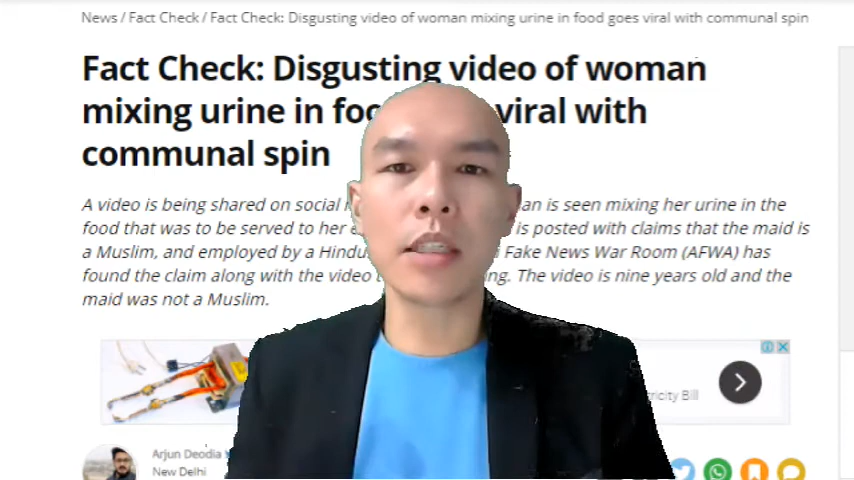 News / Fact Check / Fact Check: Disgusting video of woman mixing urine in food goes viral with communal spin
Fact Check: Disgusting video of woman
mixing urine in viral with
communal spin
A video is being shared on social is seen mixing her urine in the
food that was to be served to her is posted with claims that the maid is
a Muslim, and employed by a Fake News War Room (AFWA) has
found the claim along with the video The video is nine years old and the
maid was not a Muslim.
Bill
Arjun Deodia
New Delhi